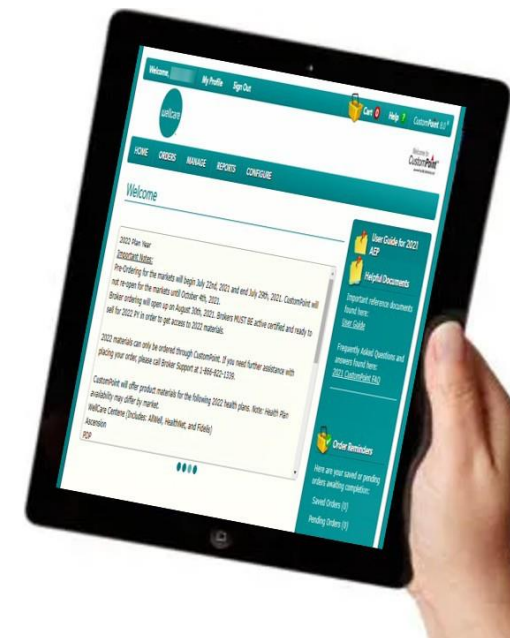 Welcome,
My Profile
Sign Out
Cart 0
Help ?
CustomPoint 6.0
wellcare
Welcome to
CustomPoint
HOME ORDERS MANAGE REPORTS CONFIGURE
Welcome
2022 Plan Year
Important Notes:
Pre-Ordering for the markets will begin July 22nd, 2021 and end July 29th, 2021. CustomPoint will
not re-open for the markets until October 4th, 2021.
Broker ordering will open up on August 30th, 2021. Brokers MUST BE active certified and ready to
sell for 2022 PY in order to get access to 2022 materials.
2022 materials can only be ordered through CustomPoint. If you need further assistance with
placing your order, please call Broker Support at 1-866-822-1339.
CustomPoint will offer product materials for the following 2022 health plans. Note: Health Plan
availability may differ by market.
WellCare Centene (Includes: AllWell, HealthNet, and Fidelis)
Ascension
PDP
User Guide for 2021
AEP
Helpful Documents
Important reference documents
found here:
User Guide
Frequently Asked Questions and
answers found here:
2021 CustomPoint FAQ
Order Reminders
Here are your saved or pending
orders awaiting completion:
Saved Orders (0)
Pending Orders (0)